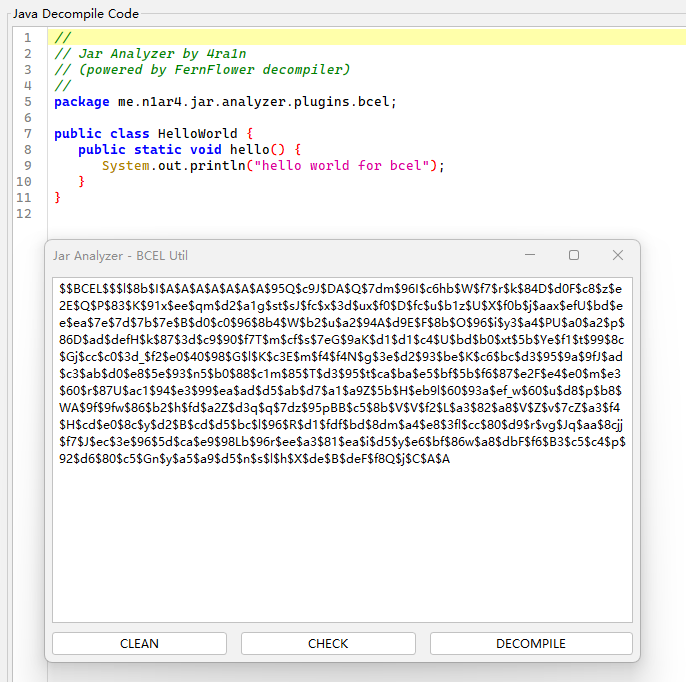 Java Decompile Code
1 //
2 // Jar Analyzer by 4ra1n
3 // (powered by FernFlower decompiler)
4 //
5 package me.n1ar4.jar.analyzer.plugins.bcel;
6
7 public class HelloWorld {
8 public static void hello() {
9 System.out.println("hello world for bcel");
10 }
11 }
12
Jar Analyzer - BCEL Util
$$BCEL$$$l$8b$I$A$A$A$A$A$A$A$95Q$c9J$DA$Q$7dm$96I$c6hb$W$f7$r$k$84D$d0F$c8$z$e
2E$Q$P$83$K$91x$ee$qm$d2$a1g$st$sJ$fc$x$3d$ux$f0$D$fc$u$b1z$U$X$f0b$j$aax$efU$bd$e
e$ea$7e$7d$7b$7e$B$d0$c0$96$8b4$W$b2$u$a2$94A$d9E$F$8b$O$96$i$y3$a4$PU$a0$a2$p$
86D$ad$defH$k$87$3d$c9$90$f7T$m$cf$s$7eG$9aK$d1$d1$c4$U$bd$b0$xt$5b$Ye$f1$t$99$8c
$Gj$cc$c0$3d_$f2$e0$40$98$G$l$K$c3E$m$f4$f4N$g$3e$d2$93$be$K$c6$bc$d3$95$9a$9fJ$ad
$c3$ab$d0$e8$5e$93$n5$b0$88$c1m$85$T$d3$95$t$ca$ba$e5$bf$5b$f6$87$e2F$e4$e0$m$e3
$60$r$87U$ac1$94$e3$99$ea$ad$d5$ab$d7$a1$a9Z$5b$H$eb9l$60$93a$ef_w$60$u$d8$p$b8$
WA$9f$9fw$86$b2$h$fd$a2Z$d3q$q$7dz$95pBB$c5$8b$V$V$f2$L$a3$82$a8$V$Z$v$7cZ$a3$f4
$H$cd$e0$8c$y$d2$B$cd$dd$bc$l$96$R$d1$fdf$bd$8dm$a4$e8$3fl$cc$80$d9$r$vg$Jq$aa$8cjj
$f7$J$ec$3e$96$5d$ca$e9$98Lb$96r$ee$a3$81$ea$i$d5$y$e6$bf$86w$a8$dbF$f6$B3$c5$c4$p$
92$d6$80$c5$Gn$y$a5$a9$d5$n$s$l$h$X$de$B$deF$f8Q$j$C$A$A
CLEAN CHECK DECOMPILE